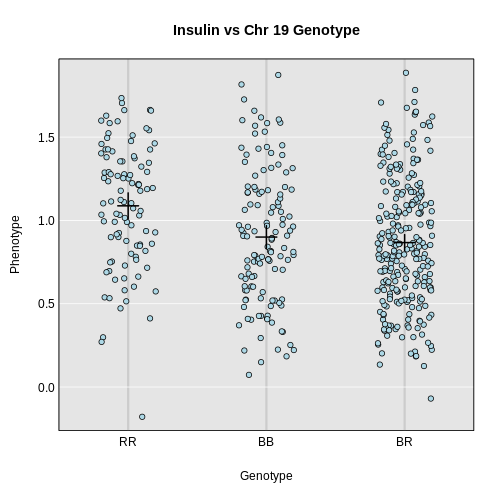 Insulin vs Chr 19 Genotype
Phenotype
1.5
1.0
0.5
0.0
RR BB BR
Genotype